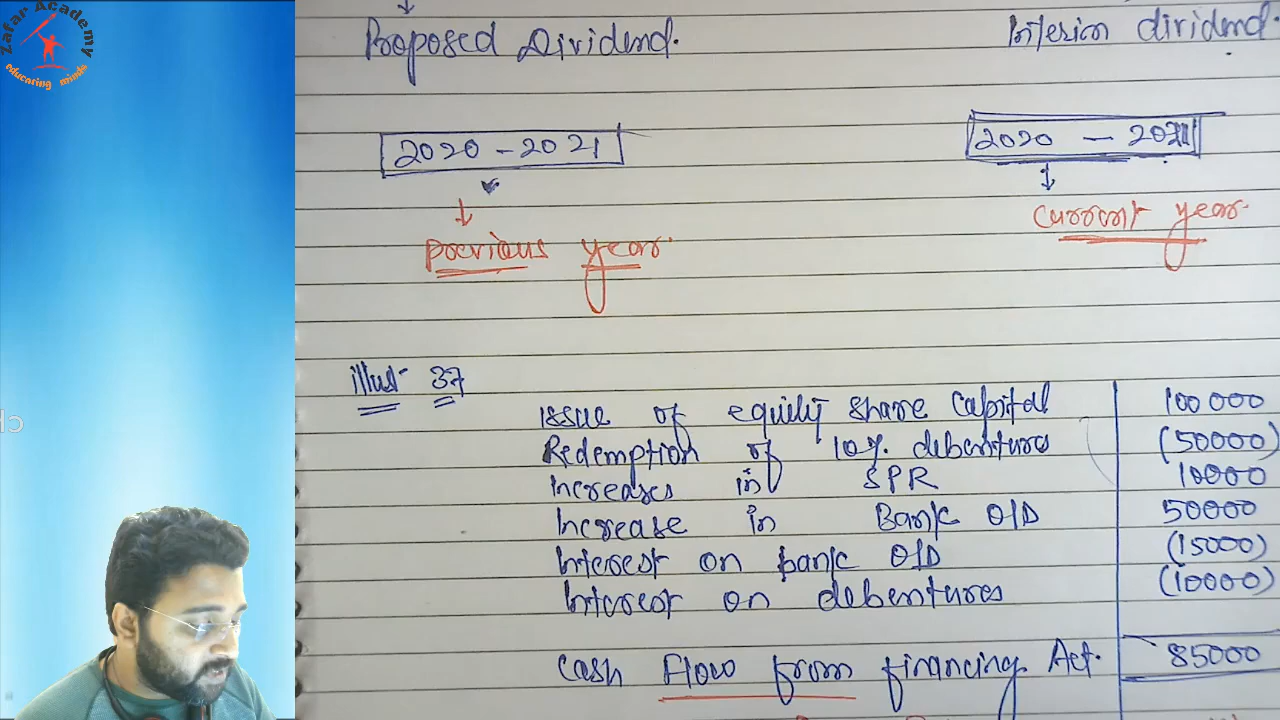 Zafar Academy
educating minds
Proposed Dividend.
Interim dividend.
2020 - 2021
2020 - 2021
Previous year.
Current year.
illust 37
Issue of equity share capital 100000
Redemption of 10% debentures (50000)
Increases in SPR 10000
Increase in Bank O/D 50000
Interest on bank O/D (15000)
Interest on debentures (10000)
Cash Flow from financing Act. 85000